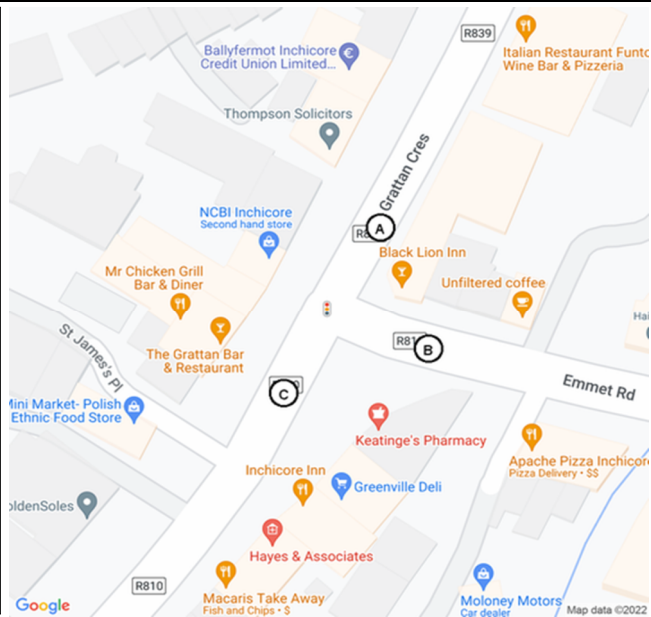 R839
Italian Restaurant Funto
Wine Bar & Pizzeria
Ballyfermot Inchicore
Credit Union Limited...
Thompson Solicitors
Grattan Cres
NCBI Inchicore
Second hand store
A
Black Lion Inn
Unfiltered coffee
Mr Chicken Grill
Bar & Diner
Hai
The Grattan Bar
& Restaurant
R81
B
St James's Pl
C
Emmet Rd
Mini Market- Polish
Ethnic Food Store
Keatinge's Pharmacy
Apache Pizza Inchicore
Pizza Delivery • $$
Inchicore Inn
Greenville Deli
oldenSoles
Hayes & Associates
R810
Macaris Take Away
Fish and Chips • $
Moloney Motors
Car dealer
Google
Map data ©2022